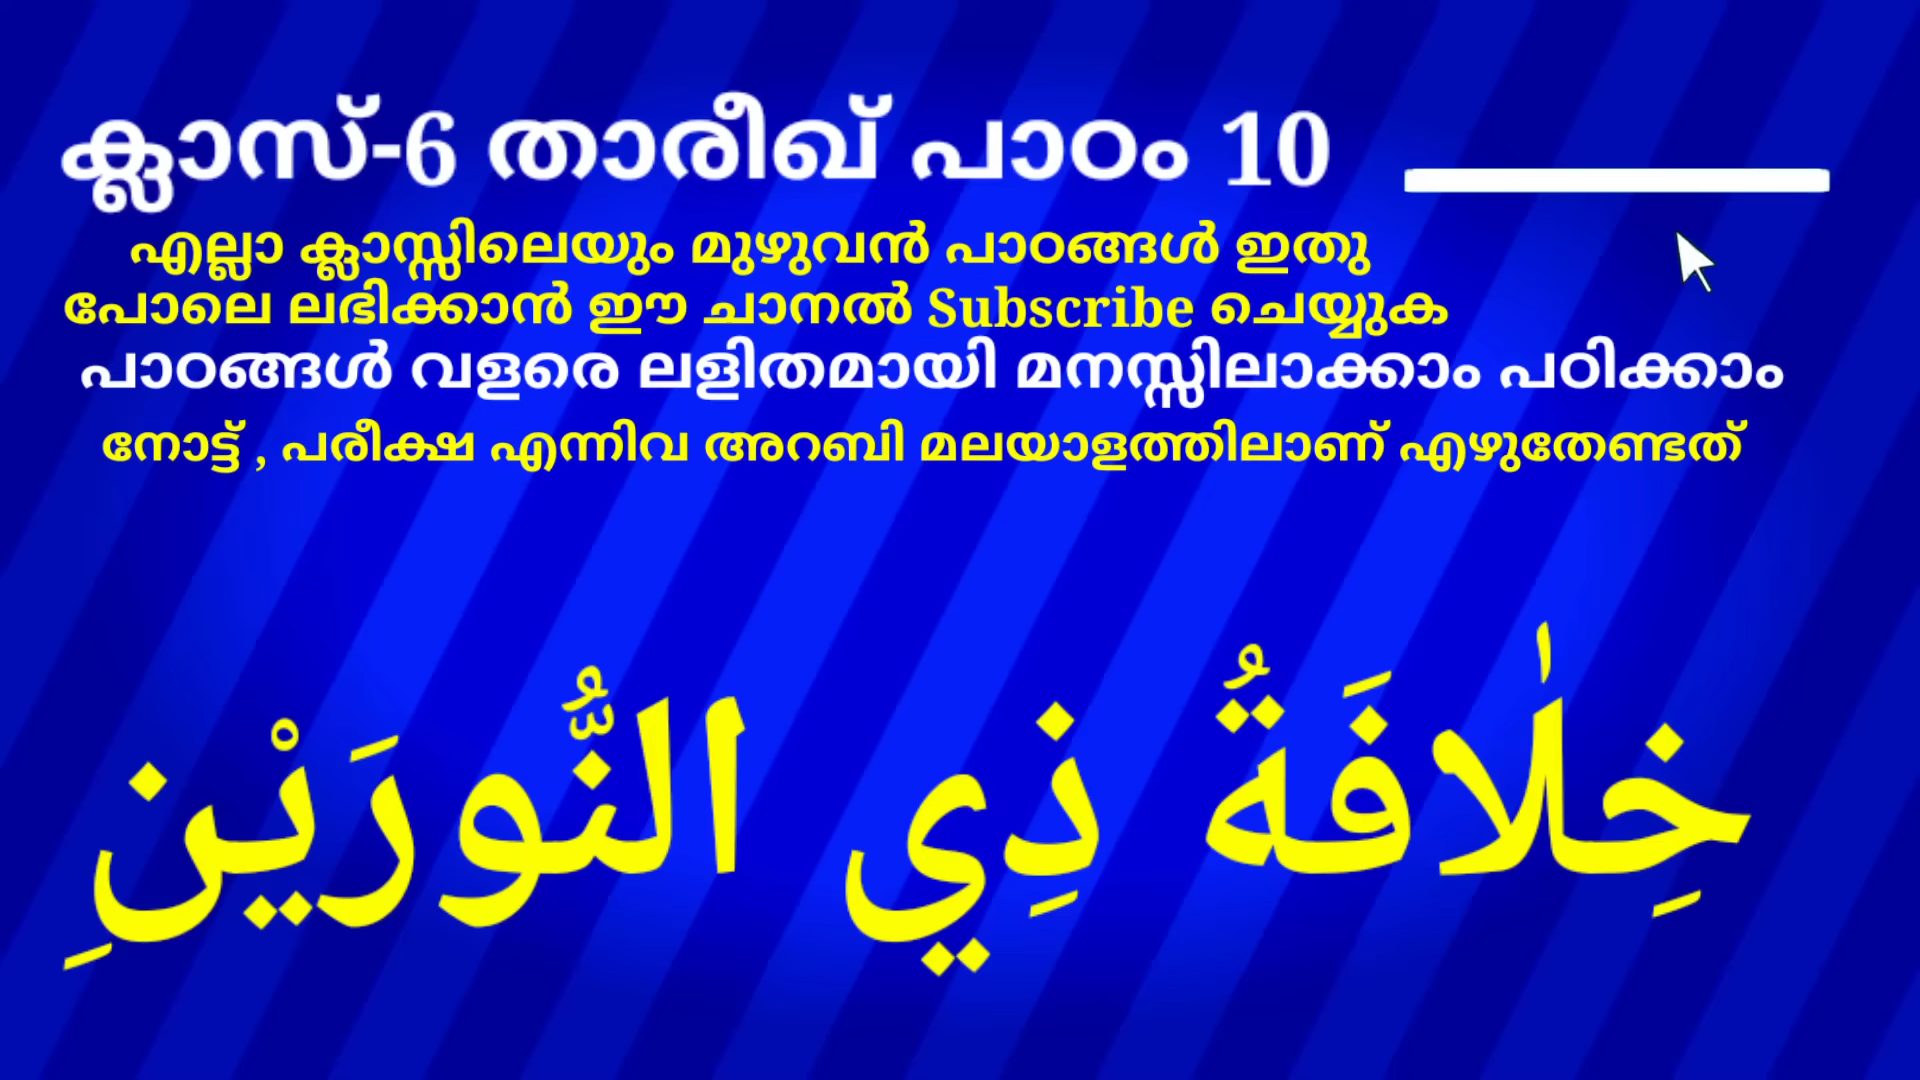 ക്ലാസ്-6 താരീഖ് പാഠം 10
എല്ലാ ക്ലാസ്സിലെയും മുഴുവൻ പാഠങ്ങൾ ഇതു
പോലെ ലഭിക്കാൻ ഈ ചാനൽ Subscribe ചെയ്യുക
പാഠങ്ങൾ വളരെ ലളിതമായി മനസ്സിലാക്കാം പഠിക്കാം
നോട്ട് , പരീക്ഷ എന്നിവ അറബി മലയാളത്തിലാണ് എഴുതേണ്ടത്
خِلٰافَةُ ذِي النُّورَيْنِ